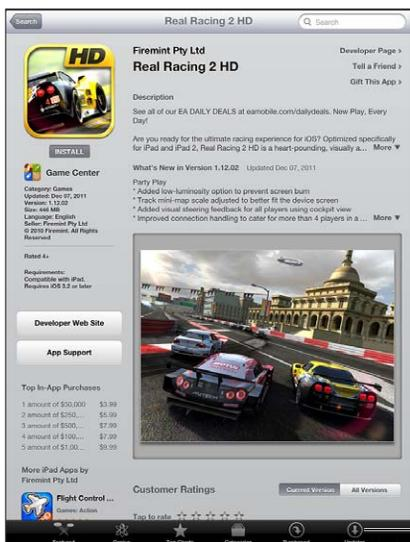 Search
Real Racing 2 HD
Search
HD
INSTALL
Game Center
Category: Games
Updated: Dec 07, 2011
Version: 1.12.02
Size: 446 MB
Language: English
Seller: Firemint Pty Ltd
© 2010 Firemint. All Rights
Reserved
Rated 4+
Requirements:
Compatible with iPad.
Requires iOS 3.2 or later
Developer Web Site
App Support
Top In-App Purchases
1 amount of $50,000 $3.99
2 amount of $250,... $5.99
3 amount of $500,... $7.99
4 amount of $100,... $7.99
5 amount of $1,00... $9.99
More iPad Apps by
Firemint Pty Ltd
Flight Control ...
Games: Action
Firemint Pty Ltd
Real Racing 2 HD
Developer Page ›
Tell a Friend ›
Gift This App ›
Description
See all of our EA DAILY DEALS at eamobile.com/dailydeals. New Play, Every
Day!
Are you ready for the ultimate racing experience for iOS? Optimized specifically
for iPad and iPad 2, Real Racing 2 HD is a heart-pounding, visually a... More ▼
What's New in Version 1.12.02 Updated Dec 07, 2011
Party Play
* Added low-luminosity option to prevent screen burn
* Track mini-map scale adjusted to better fit the device screen
* Added visual steering feedback for all players using cockpit view
* Improved connection handling to cater for more than 4 players in a ... More ▼
Customer Ratings
Current Version
All Versions
Tap to rate
Featured
Genius
Top Charts
Categories
Purchased
Updates